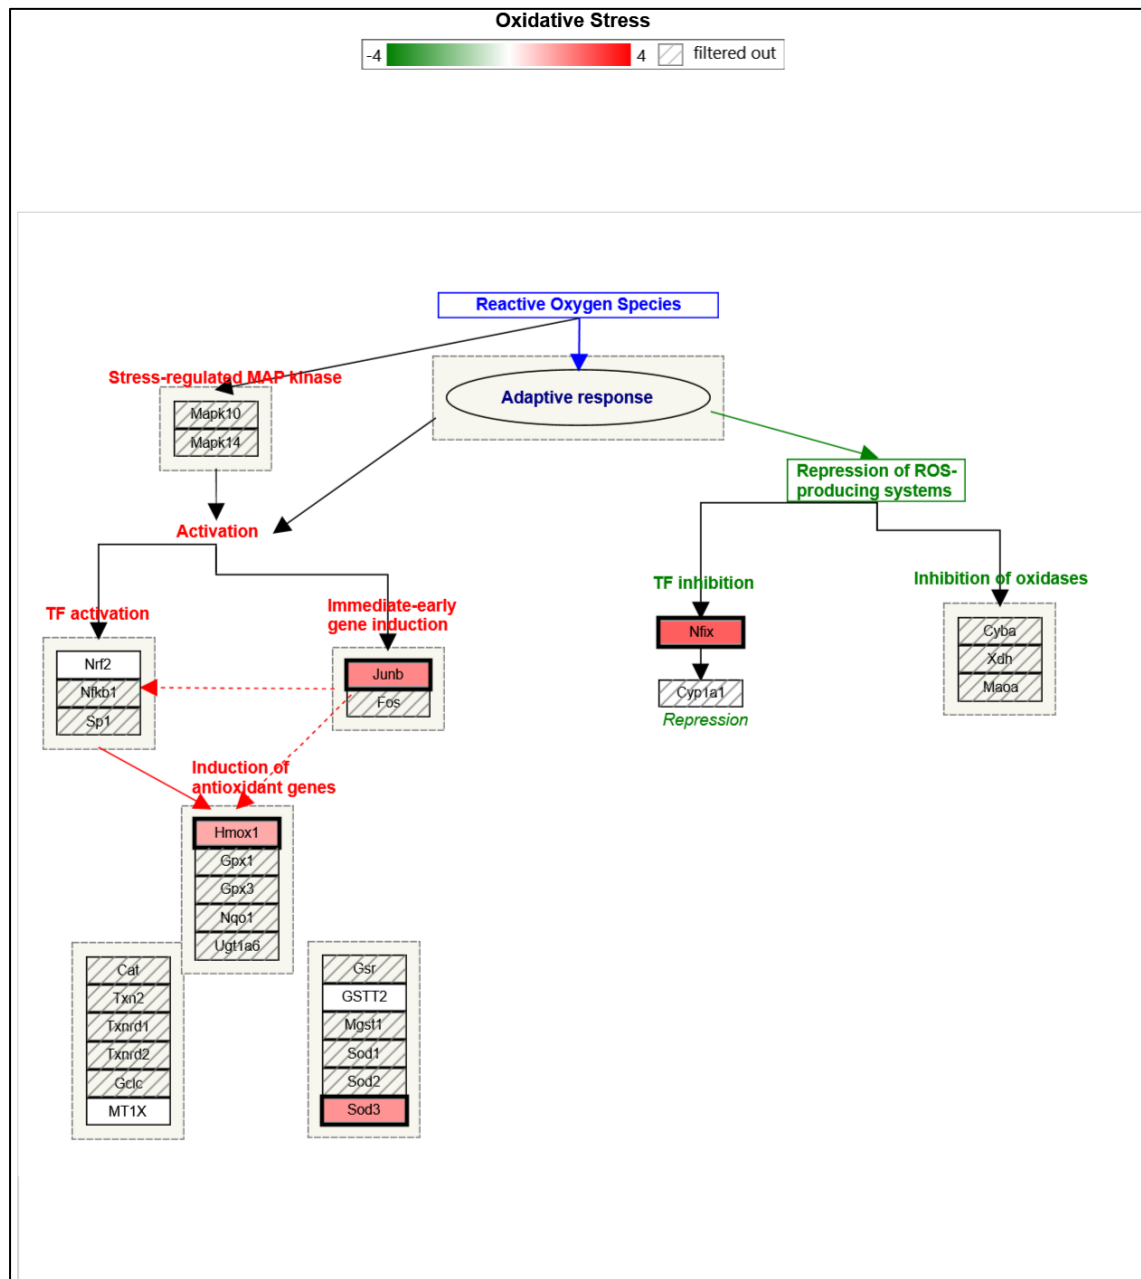 Oxidative Stress
-4 4 filtered out
Reactive Oxygen Species
Stress-regulated MAP kinase
Mapk10
Mapk14
Adaptive response
Repression of ROS-
producing systems
Activation
TF activation
Immediate-early
gene induction
TF inhibition
Inhibition of oxidases
Nrf2
Nfkb1
Sp1
Junb
Fos
Nfix
Cyp1a1
Repression
Cyba
Xdh
Maoa
Induction of
antioxidant genes
Hmox1
Gpx1
Gpx3
Nqo1
Ugt1a6
Cat
Txn2
Txnrd1
Txnrd2
Gclc
MT1X
Gsr
GSTT2
Mgst1
Sod1
Sod2
Sod3